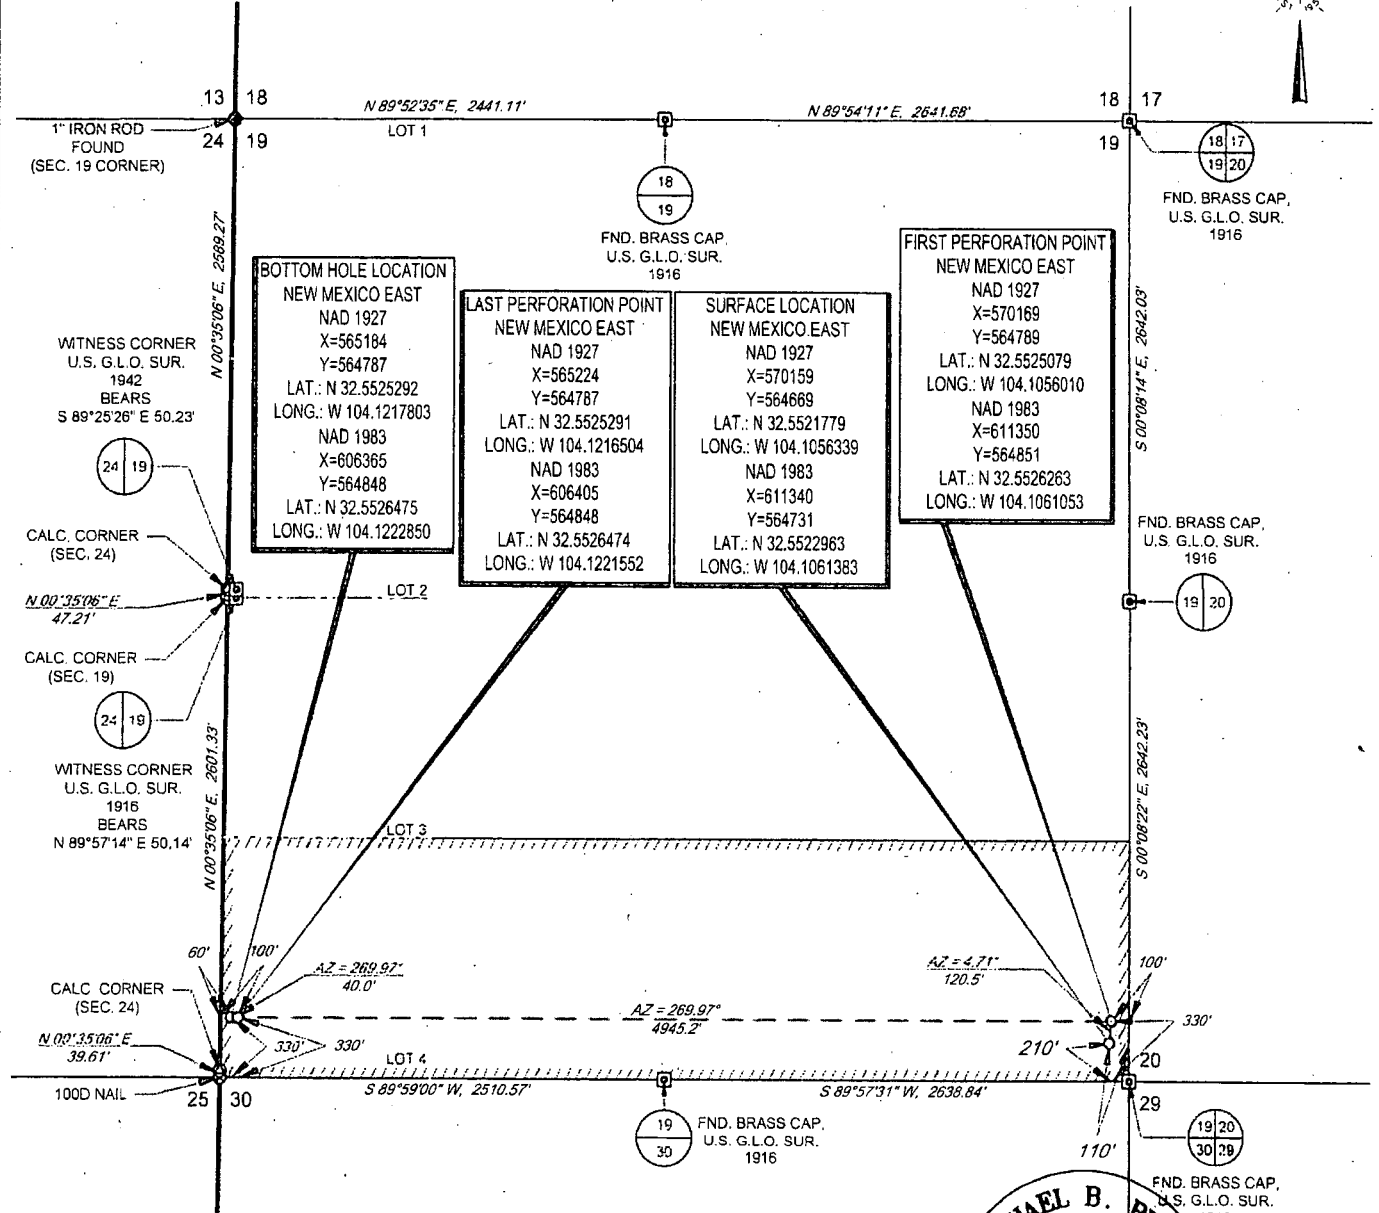 13 18
N 89°52'35" E, 2441.11'
N 89°54'11" E, 2641.68'
18 17
1" IRON ROD
FOUND
(SEC. 19 CORNER)
24 19
LOT 1
19
18 17
19 20
FND. BRASS CAP,
U.S. G.L.O. SUR.
1916
18
19
FND. BRASS CAP,
U.S. G.L.O. SUR.
1916
N 00°35'06" E, 2589.27'
S 00°08'14" E, 2642.03'
BOTTOM HOLE LOCATION
NEW MEXICO EAST
NAD 1927
X=565184
Y=564787
LAT.: N 32.5525292
LONG.: W 104.1217803
NAD 1983
X=606365
Y=564848
LAT.: N 32.5526475
LONG.: W 104.1222850
LAST PERFORATION POINT
NEW MEXICO EAST
NAD 1927
X=565224
Y=564787
LAT.: N 32.5525291
LONG.: W 104.1216504
NAD 1983
X=606405
Y=564848
LAT.: N 32.5526474
LONG.: W 104.1221552
SURFACE LOCATION
NEW MEXICO EAST
NAD 1927
X=570159
Y=564669
LAT.: N 32.5521779
LONG.: W 104.1056339
NAD 1983
X=611340
Y=564731
LAT.: N 32.5522963
LONG.: W 104.1061383
FIRST PERFORATION POINT
NEW MEXICO EAST
NAD 1927
X=570169
Y=564789
LAT.: N 32.5525079
LONG.: W 104.1056010
NAD 1983
X=611350
Y=564851
LAT.: N 32.5526263
LONG.: W 104.1061053
WITNESS CORNER
U.S. G.L.O. SUR.
1942
BEARS
S 89°25'26" E 50.23'
24 19
CALC. CORNER
(SEC. 24)
N 00°35'06" E
47.21'
LOT 2
CALC. CORNER
(SEC. 19)
24 19
WITNESS CORNER
U.S. G.L.O. SUR.
1916
BEARS
N 89°57'14" E 50.14'
FND. BRASS CAP,
U.S. G.L.O. SUR.
1916
19 20
N 00°35'06" E, 2601.33'
S 00°08'22" E, 2642.23'
LOT 3
60'
100'
AZ = 269.97°
40.0'
AZ = 4.71°
120.5'
100'
CALC CORNER
(SEC. 24)
AZ = 269.97°
4945.2'
330'
N 00°35'06" E
39.61'
330'
330'
210'
LOT 4
20
100D NAIL
25 30
S 89°59'00" W, 2510.57'
S 89°57'31" W, 2638.84'
29
110'
19
30
FND. BRASS CAP,
U.S. G.L.O. SUR.
1916
19 20
30 29
FND. BRASS CAP,
U.S. G.L.O. SUR.
B.